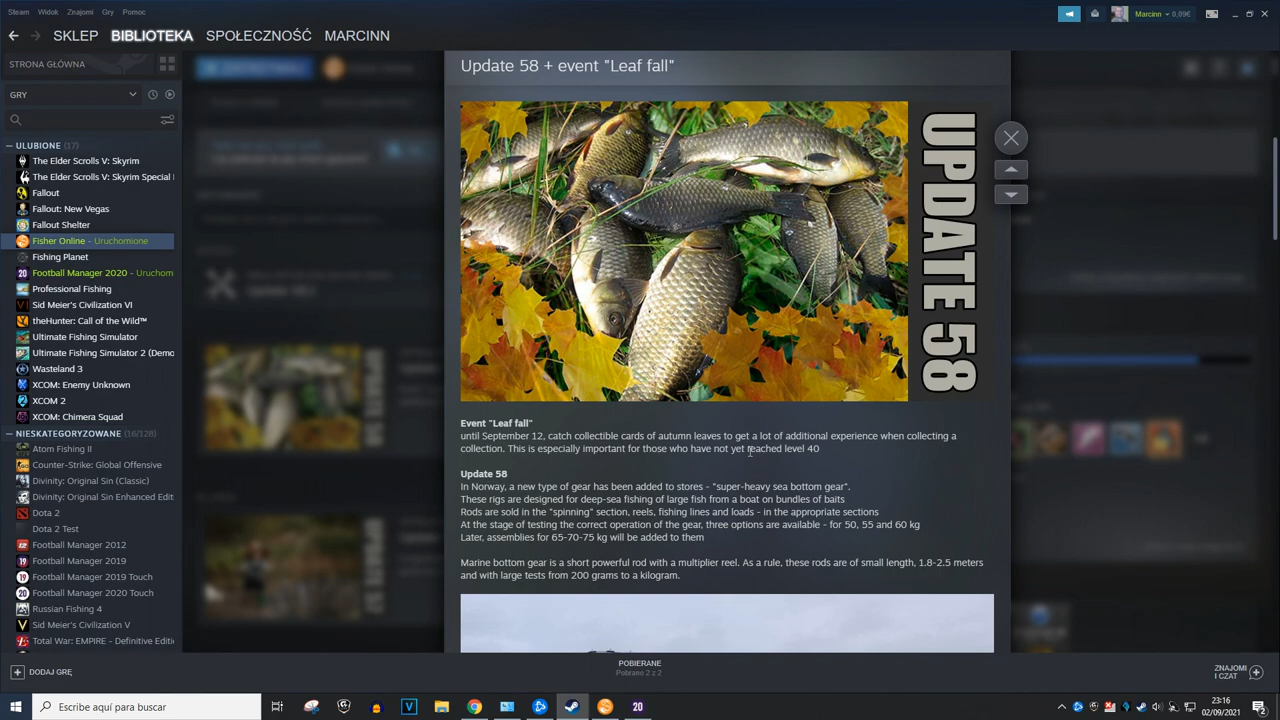 Steam Widok Znajomi Gry Pomoc
Marcinn 0,09€
SKLEP BIBLIOTEKA SPOŁECZNOŚĆ MARCINN
STRONA GŁÓWNA
GRY
ULUBIONE (17)
The Elder Scrolls V: Skyrim
The Elder Scrolls V: Skyrim Special
Fallout
Fallout: New Vegas
Fallout Shelter
Fisher Online - Uruchomione
Fishing Planet
Football Manager 2020 - Uruchom
Professional Fishing
Sid Meier's Civilization VI
theHunter: Call of the Wild™
Ultimate Fishing Simulator
Ultimate Fishing Simulator 2 (Demo
Wasteland 3
XCOM: Enemy Unknown
XCOM 2
XCOM: Chimera Squad
NIESKATEGORYZOWANE (16/128)
Atom Fishing II
Counter-Strike: Global Offensive
Divinity: Original Sin (Classic)
Divinity: Original Sin Enhanced Edit
Dota 2
Dota 2 Test
Football Manager 2012
Football Manager 2019
Football Manager 2019 Touch
Football Manager 2020 Touch
Russian Fishing 4
Sid Meier's Civilization V
Total War: EMPIRE - Definitive Editi
Update 58 + event "Leaf fall"
UPDATE 58
Event "Leaf fall"
until September 12, catch collectible cards of autumn leaves to get a lot of additional experience when collecting a
collection. This is especially important for those who have not yet reached level 40
Update 58
In Norway, a new type of gear has been added to stores - "super-heavy sea bottom gear".
These rigs are designed for deep-sea fishing of large fish from a boat on bundles of baits
Rods are sold in the "spinning" section, reels, fishing lines and loads - in the appropriate sections
At the stage of testing the correct operation of the gear, three options are available - for 50, 55 and 60 kg
Later, assemblies for 65-70-75 kg will be added to them
Marine bottom gear is a short powerful rod with a multiplier reel. As a rule, these rods are of small length, 1.8-2.5 meters
and with large tests from 200 grams to a kilogram.
DODAJ GRĘ
POBIERANE
Pobrano 2 z 2
ZNAJOMI
I CZAT
Escribe aquí para buscar
23:16
02/09/2021